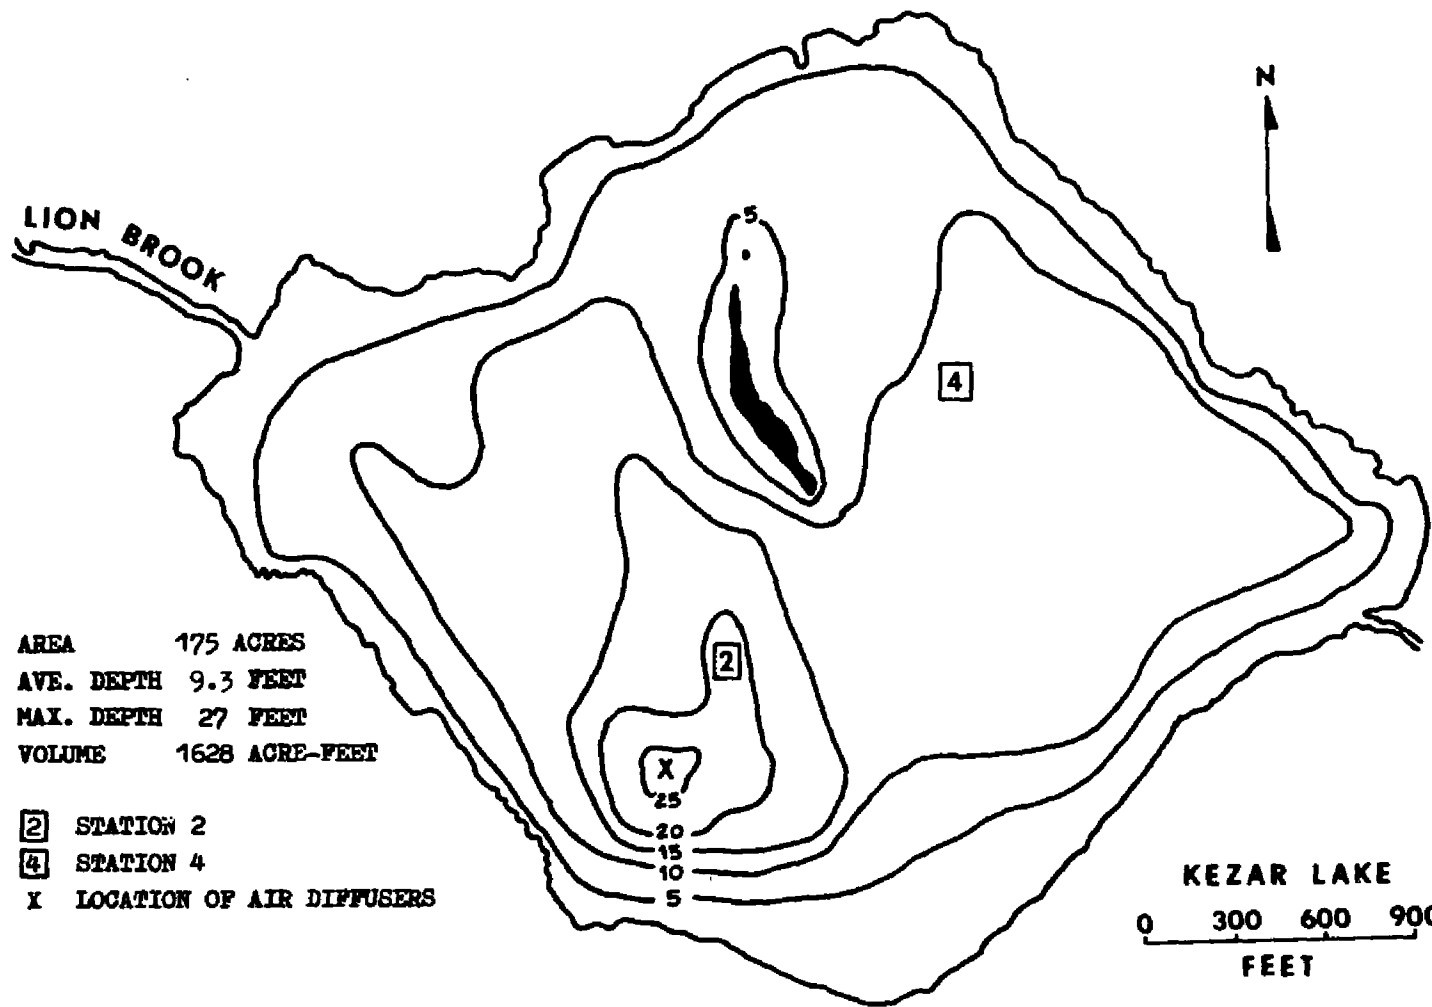 N
LION BROOK
5
4
2
X
25
20
15
10
5
AREA 175 ACRES
AVE. DEPTH 9.3 FEET
MAX. DEPTH 27 FEET
VOLUME 1628 ACRE-FEET
2 STATION 2
4 STATION 4
X LOCATION OF AIR DIFFUSERS
KEZAR LAKE
0 300 600 900
FEET